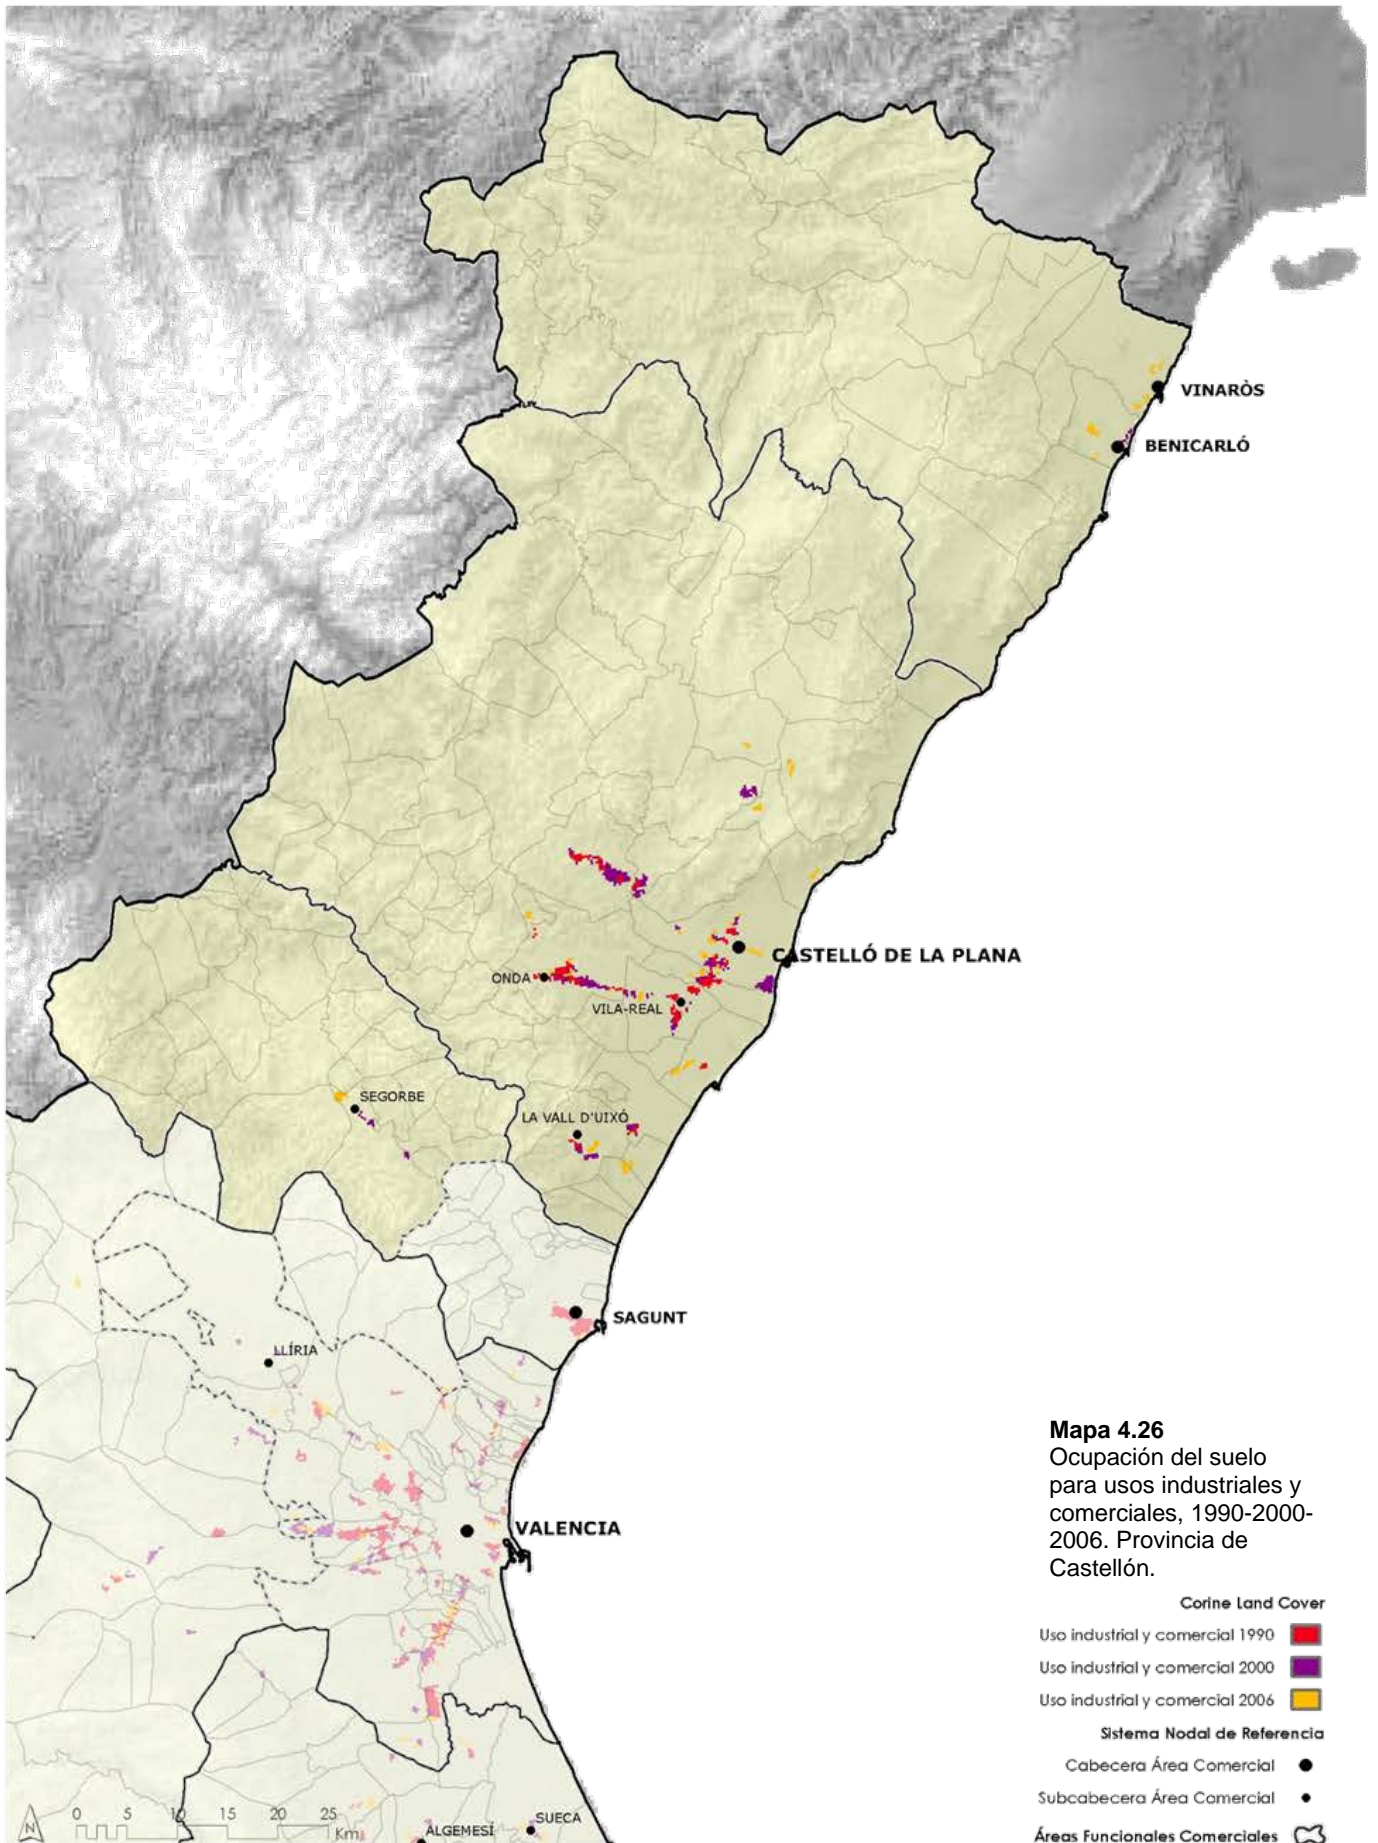 VINARÒS
BENICARLÓ
CASTELLÓ DE LA PLANA
ONDA
VILA-REAL
SEGORBE
LA VALL D'UIXÓ
SAGUNT
LLÍRIA
VALENCIA
Mapa 4.26
Ocupación del suelo
para usos industriales y
comerciales, 1990-2000-
2006. Provincia de
Castellón.
Corine Land Cover
Uso industrial y comercial 1990
Uso industrial y comercial 2000
Uso industrial y comercial 2006
Sistema Nodal de Referencia
Cabecera Área Comercial
Subcabecera Área Comercial
Áreas Funcionales Comerciales
N
0 5 10 15 20 25
Km
SUECA
ALGEMESÍ